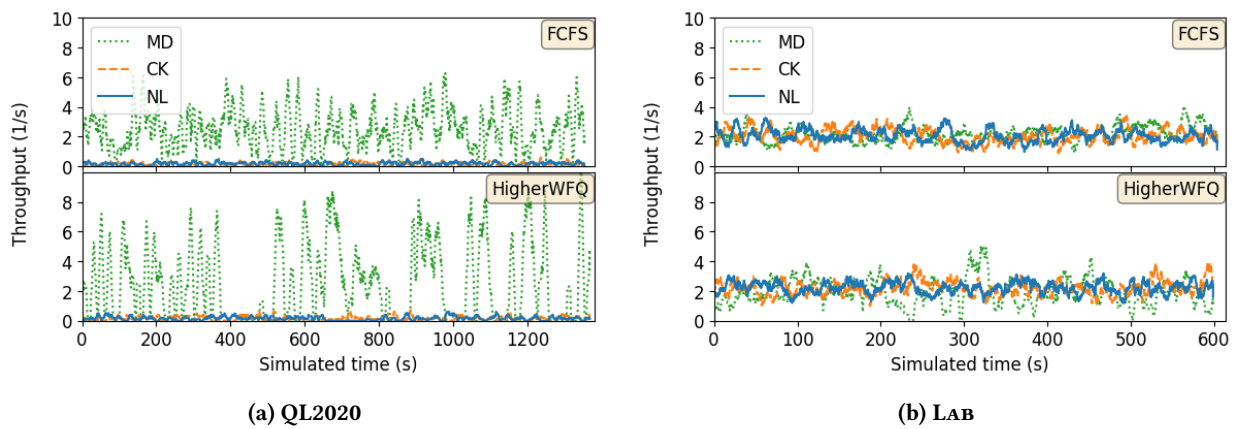 10
8
6
4
2
0
MD
CK
NL
FCFS
8
6
4
2
0
HigherWFQ
0 200 400 600 800 1000 1200
Throughput (1/s)
Simulated time (s)
(a) QL2020
10
8
6
4
2
0
MD
CK
NL
FCFS
8
6
4
2
0
HigherWFQ
0 100 200 300 400 500 600
Throughput (1/s)
Simulated time (s)
(b) LAB